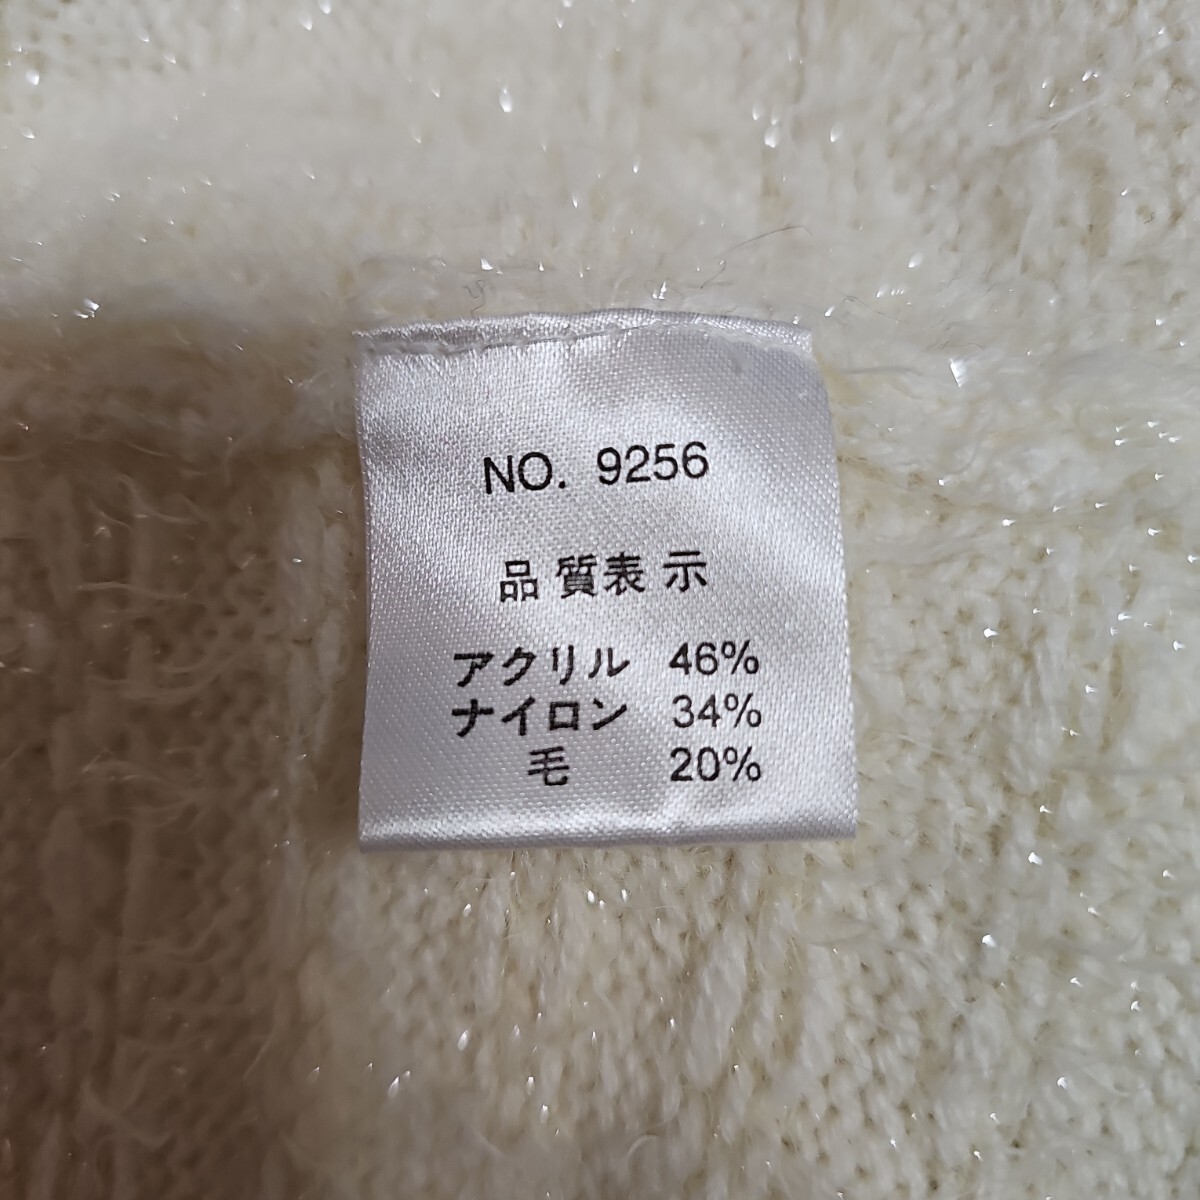 NO. 9256
品質表示
アクリル 46%
ナイロン 34%
毛 20%